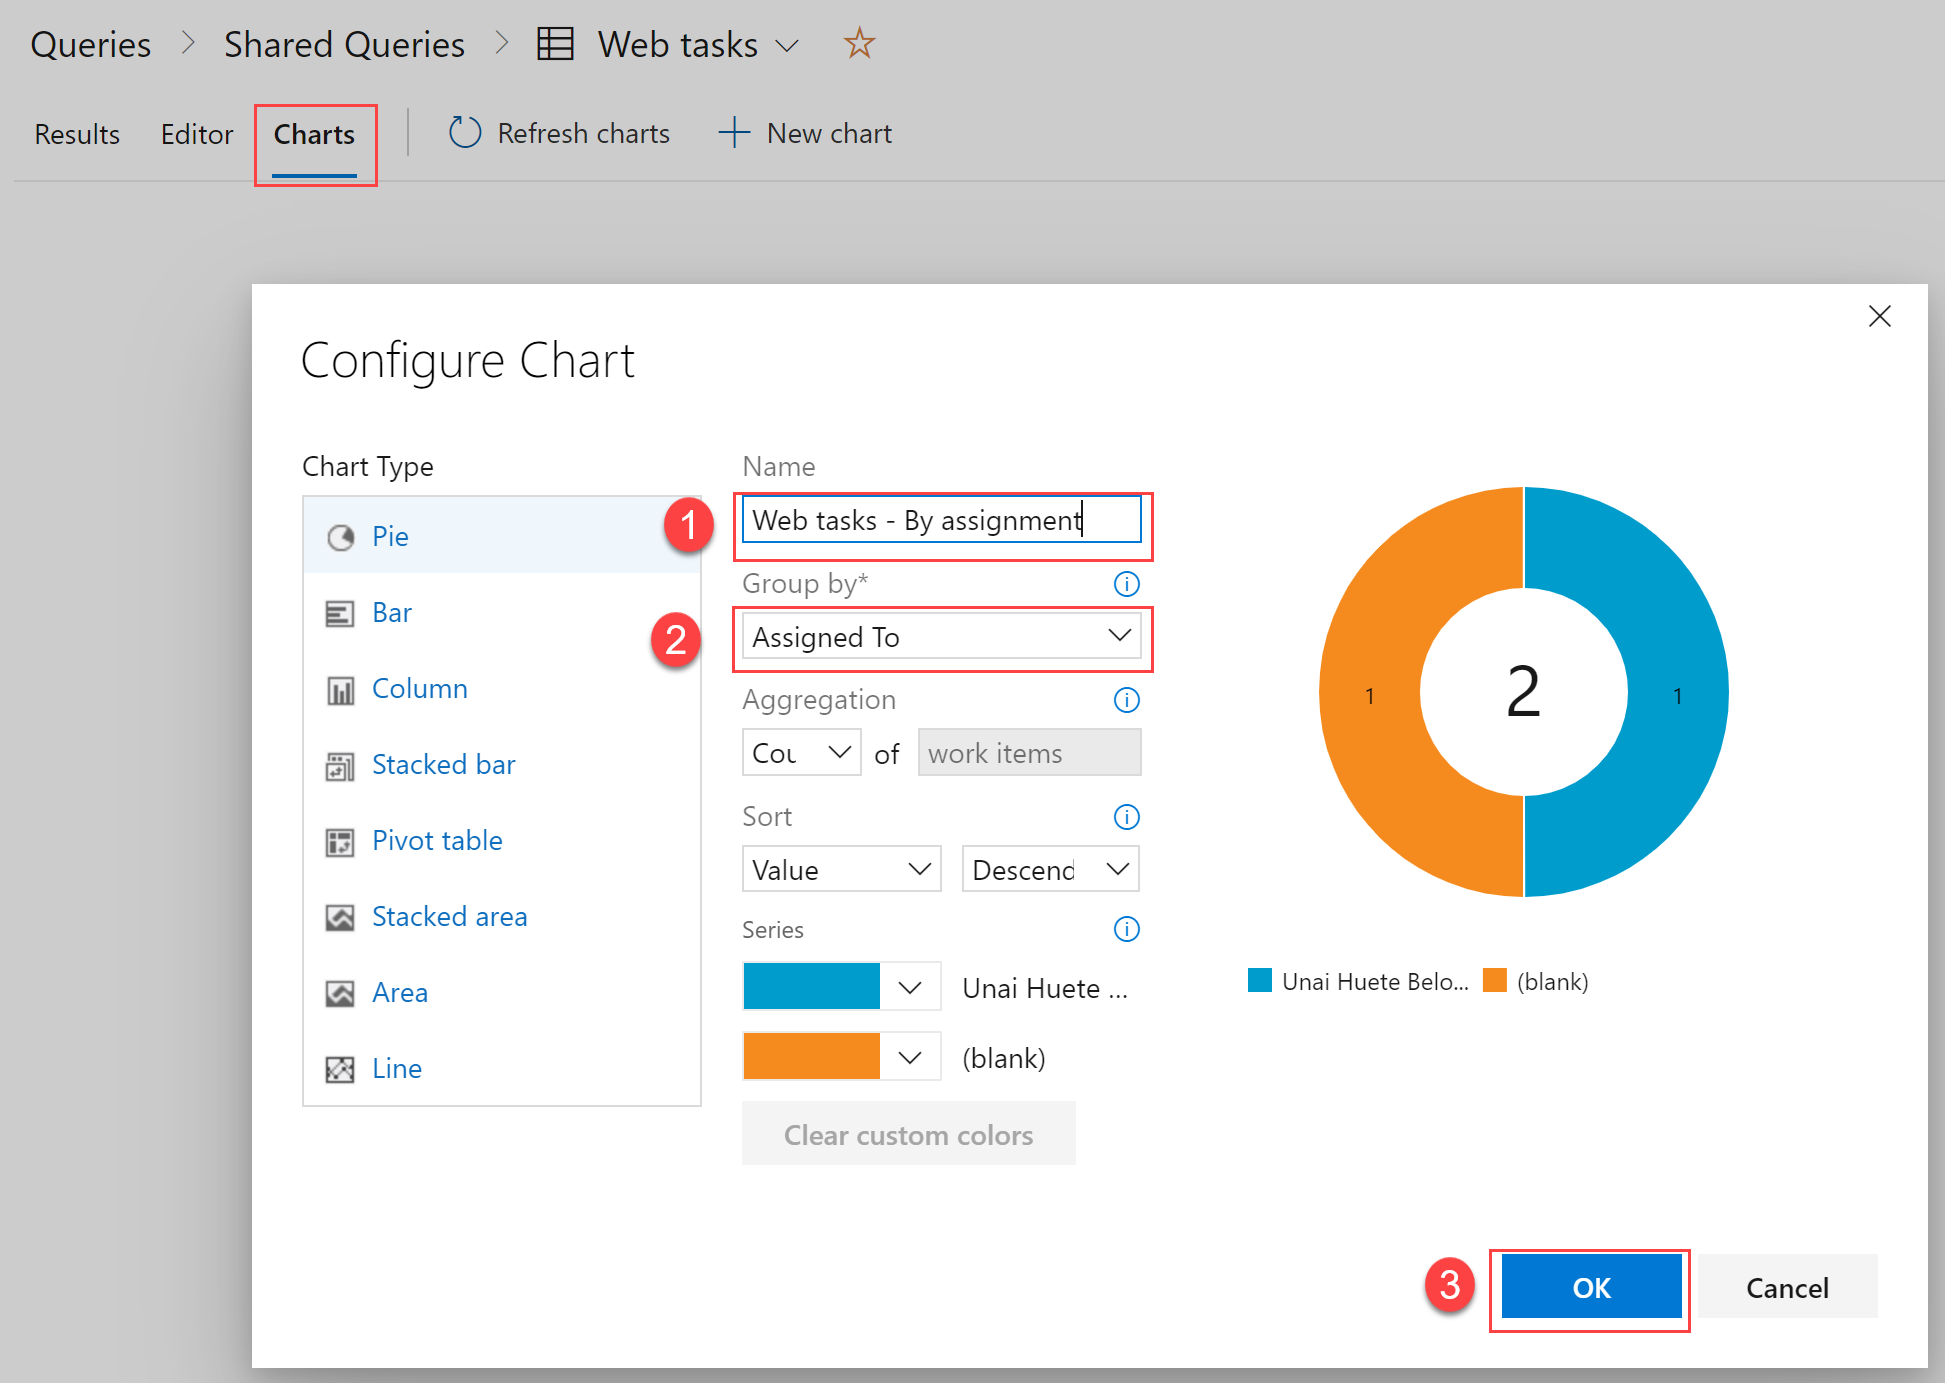 Queries > Shared Queries > Web tasks
Results Editor Charts Refresh charts + New chart
Configure Chart
Chart Type
Pie
Bar
Column
Stacked bar
Pivot table
Stacked area
Area
Line
Name
1
Web tasks - By assignment
Group by*
2
Assigned To
Aggregation
Cou of work items
Sort
Value Descend
Series
Unai Huete ...
(blank)
Clear custom colors
1 2 1
Unai Huete Belo... (blank)
3 OK Cancel